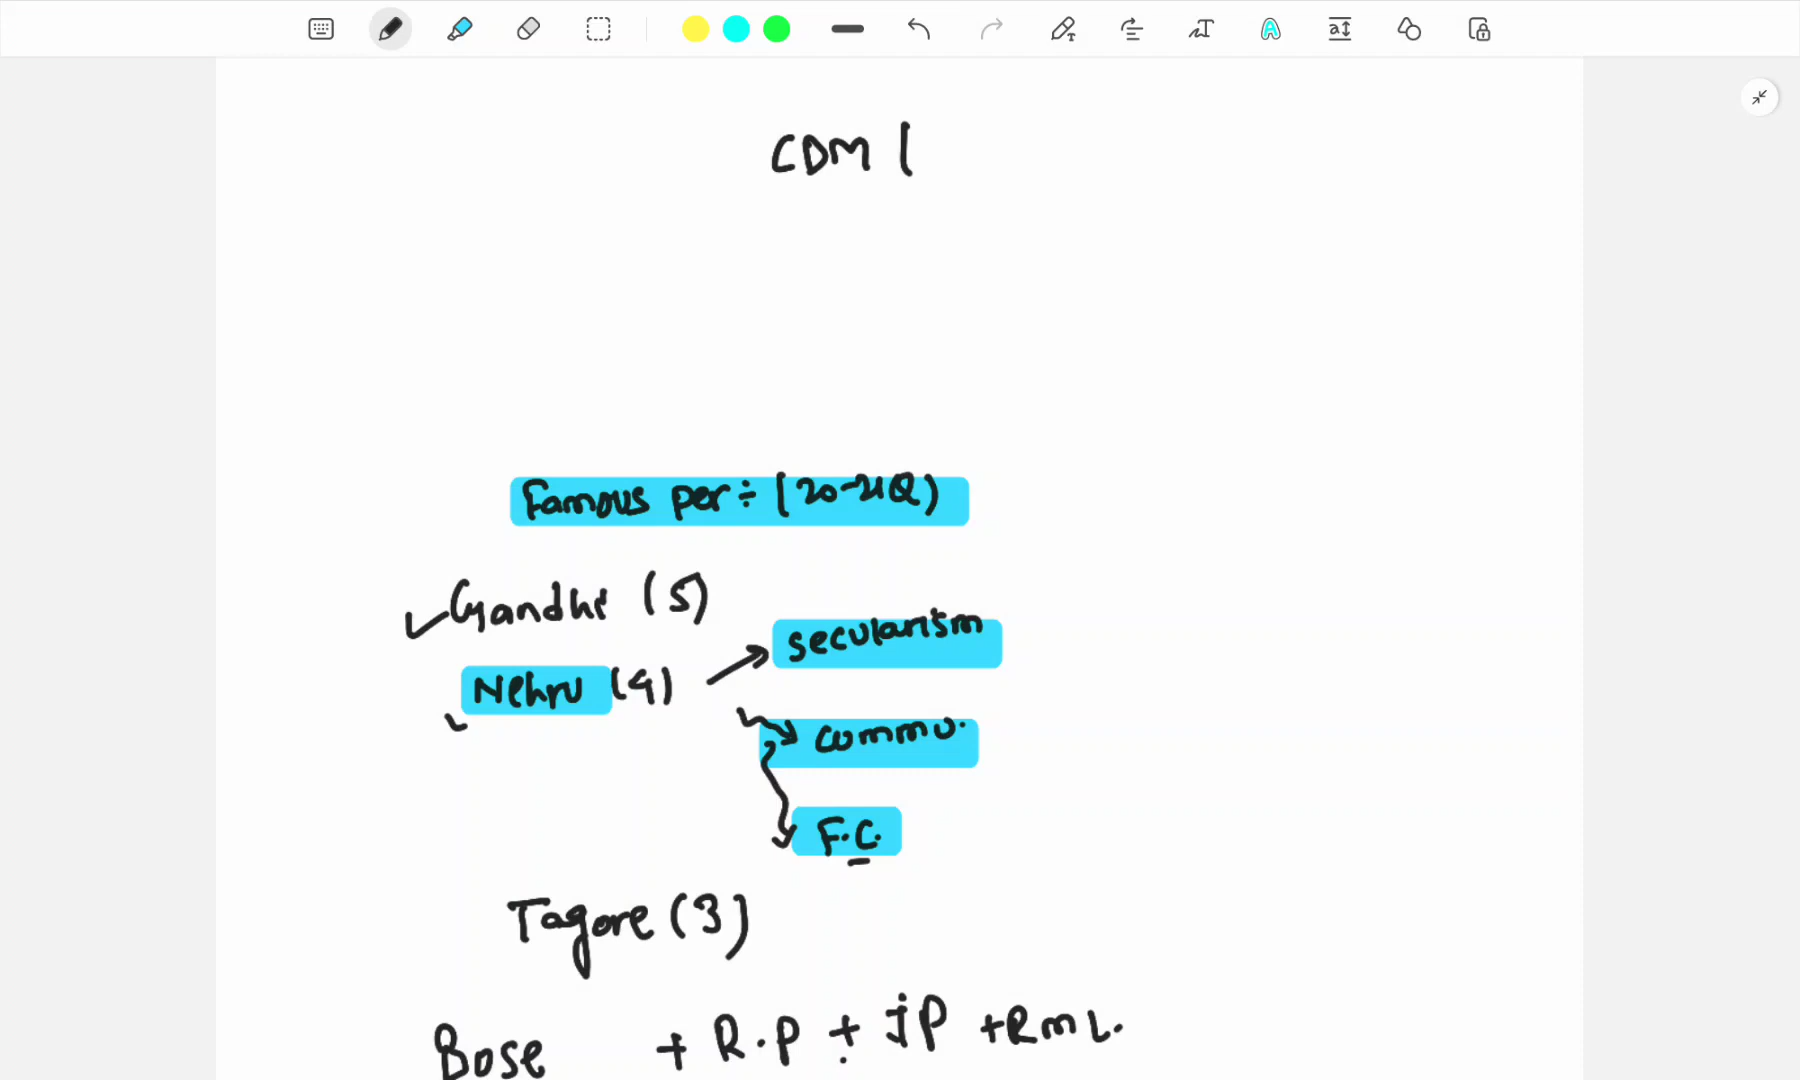 CDM (
Famous per ÷ (20-21Q)
Gandhi (5)
secularism
Nehru (4)
commu.
F.C.
Tagore (3)
Bose + R.P + JP + RmL.